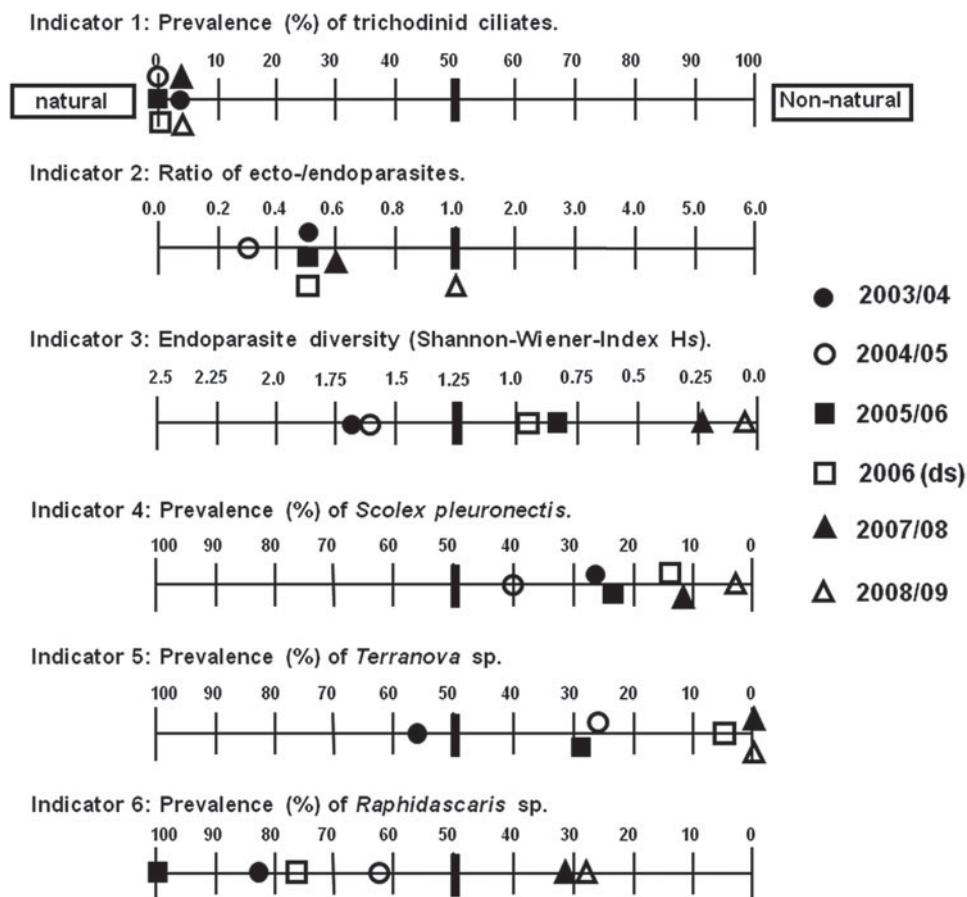 Indicator 1: Prevalence (%) of trichodinid ciliates.
0 10 20 30 40 50 60 70 80 90 100
natural
Non-natural
Indicator 2: Ratio of ecto-/endoparasites.
0.0 0.2 0.4 0.6 0.8 1.0 2.0 3.0 4.0 5.0 6.0
Indicator 3: Endoparasite diversity (Shannon-Wiener-Index Hs).
2.5 2.25 2.0 1.75 1.5 1.25 1.0 0.75 0.5 0.25 0.0
Indicator 4: Prevalence (%) of Scolex pleuronectis.
100 90 80 70 60 50 40 30 20 10 0
Indicator 5: Prevalence (%) of Terranova sp.
100 90 80 70 60 50 40 30 20 10 0
Indicator 6: Prevalence (%) of Raphidascaris sp.
100 90 80 70 60 50 40 30 20 10 0
2003/04
2004/05
2005/06
2006 (ds)
2007/08
2008/09